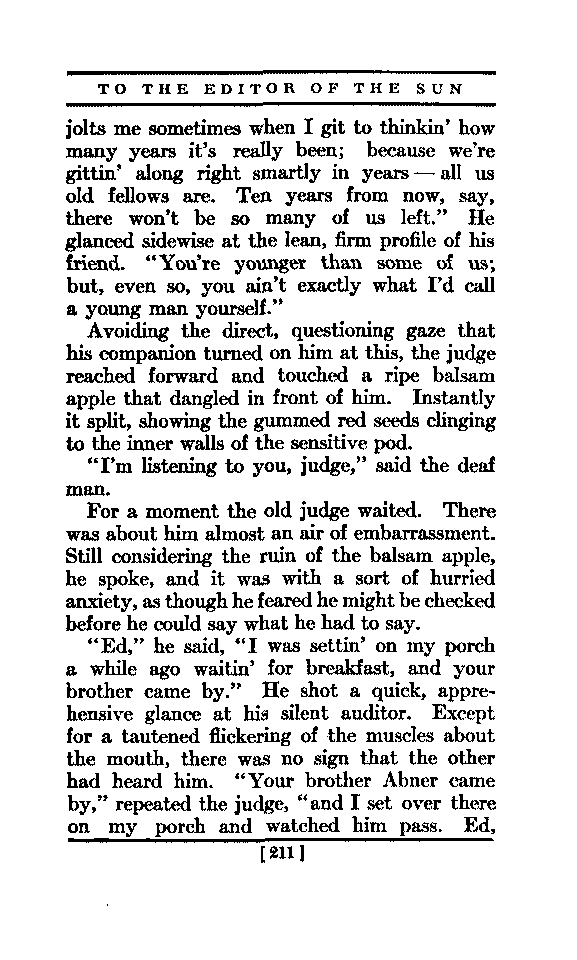 TO THE EDITOR OF THE SUN
jolts me sometimes when I git to thinkin' how
many years it's really been; because we're
gittin' along right smartly in years — all us
old fellows are. Ten years from now, say,
there won't be so many of us left." He
glanced sidewise at the lean, firm profile of his
friend. "You're younger than some of us;
but, even so, you ain't exactly what I'd call
a young man yourself."
Avoiding the direct, questioning gaze that
his companion turned on him at this, the judge
reached forward and touched a ripe balsam
apple that dangled in front of him. Instantly
it split, showing the gummed red seeds clinging
to the inner walls of the sensitive pod.
"I'm listening to you, judge," said the deaf
man.
For a moment the old judge waited. There
was about him almost an air of embarrassment.
Still considering the ruin of the balsam apple,
he spoke, and it was with a sort of hurried
anxiety, as though he feared he might be checked
before he could say what he had to say.
"Ed," he said, "I was settin' on my porch
a while ago waitin' for breakfast, and your
brother came by." He shot a quick, appre-
hensive glance at his silent auditor. Except
for a tautened flickering of the muscles about
the mouth, there was no sign that the other
had heard him. "Your brother Abner came
by," repeated the judge, "and I set over there
on my porch and watched him pass. Ed,
[211]